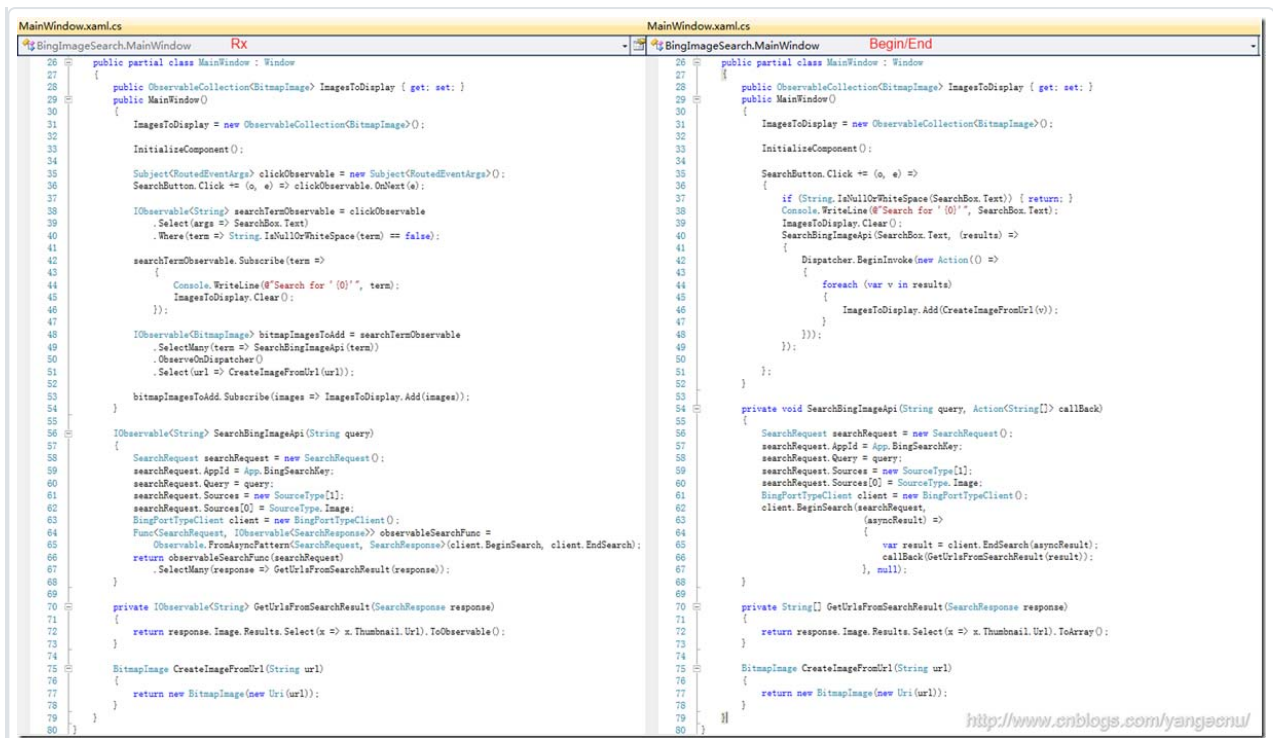 MainWindow.xaml.cs
BingImageSearch.MainWindow Rx
26 public partial class MainWindow : Window
27 {
28 public ObservableCollection<BitmapImage> ImagesToDisplay { get; set; }
29 public MainWindow()
30 {
31 ImagesToDisplay = new ObservableCollection<BitmapImage>();
32
33 InitializeComponent();
34
35 Subject<RoutedEventArgs> clickObservable = new Subject<RoutedEventArgs>();
36 SearchButton.Click += (o, e) => clickObservable.OnNext(e);
37
38 IObservable<String> searchTermObservable = clickObservable
39 .Select(args => SearchBox.Text)
40 .Where(term => String.IsNullOrWhiteSpace(term) == false);
41
42 searchTermObservable.Subscribe(term =>
43 {
44 Console.WriteLine(@"Search for '{0}'", term);
45 ImagesToDisplay.Clear();
46 });
47
48 IObservable<BitmapImage> bitmapImagesToAdd = searchTermObservable
49 .SelectMany(term => SearchBingImageApi(term))
50 .ObserveOnDispatcher()
51 .Select(url => CreateImageFromUrl(url));
52
53 bitmapImagesToAdd.Subscribe(images => ImagesToDisplay.Add(images));
54 }
55
56 IObservable<String> SearchBingImageApi(String query)
57 {
58 SearchRequest searchRequest = new SearchRequest();
59 searchRequest.AppId = App.BingSearchKey;
60 searchRequest.Query = query;
61 searchRequest.Sources = new SourceType[1];
62 searchRequest.Sources[0] = SourceType.Image;
63 BingPortTypeClient client = new BingPortTypeClient();
64 Func<SearchRequest, IObservable<SearchResponse>> observableSearchFunc =
65 Observable.FromAsyncPattern<SearchRequest, SearchResponse>(client.BeginSearch, client.EndSearch);
66 return observableSearchFunc(searchRequest)
67 .SelectMany(response => GetUrlsFromSearchResult(response));
68 }
69
70 private IObservable<String> GetUrlsFromSearchResult(SearchResponse response)
71 {
72 return response.Image.Results.Select(x => x.Thumbnail.Url).ToObservable();
73 }
74
75 BitmapImage CreateImageFromUrl(String url)
76 {
77 return new BitmapImage(new Uri(url));
78 }
79 }
80 }
MainWindow.xaml.cs
BingImageSearch.MainWindow Begin/End
26 public partial class MainWindow : Window
27 {
28 public ObservableCollection<BitmapImage> ImagesToDisplay { get; set; }
29 public MainWindow()
30 {
31 ImagesToDisplay = new ObservableCollection<BitmapImage>();
32
33 InitializeComponent();
34
35 SearchButton.Click += (o, e) =>
36 {
37 if (String.IsNullOrWhiteSpace(SearchBox.Text)) { return; }
38 Console.WriteLine(@"Search for '{0}'", SearchBox.Text);
39 ImagesToDisplay.Clear();
40 SearchBingImageApi(SearchBox.Text, (results) =>
41 {
42 Dispatcher.BeginInvoke(new Action(() =>
43 {
44 foreach (var v in results)
45 {
46 ImagesToDisplay.Add(CreateImageFromUrl(v));
47 }
48 }));
49 });
50
51 };
52 }
53
54 private void SearchBingImageApi(String query, Action<String[]> callBack)
55 {
56 SearchRequest searchRequest = new SearchRequest();
57 searchRequest.AppId = App.BingSearchKey;
58 searchRequest.Query = query;
59 searchRequest.Sources = new SourceType[1];
60 searchRequest.Sources[0] = SourceType.Image;
61 BingPortTypeClient client = new BingPortTypeClient();
62 client.BeginSearch(searchRequest,
63 (asyncResult) =>
64 {
65 var result = client.EndSearch(asyncResult);
66 callBack(GetUrlsFromSearchResult(result));
67 }, null);
68 }
69
70 private String[] GetUrlsFromSearchResult(SearchResponse response)
71 {
72 return response.Image.Results.Select(x => x.Thumbnail.Url).ToArray();
73 }
74
75 BitmapImage CreateImageFromUrl(String url)
76 {
77 return new BitmapImage(new Uri(url));
78 }
79 }
80 }
http://www.cnblogs.com/yangecnu/